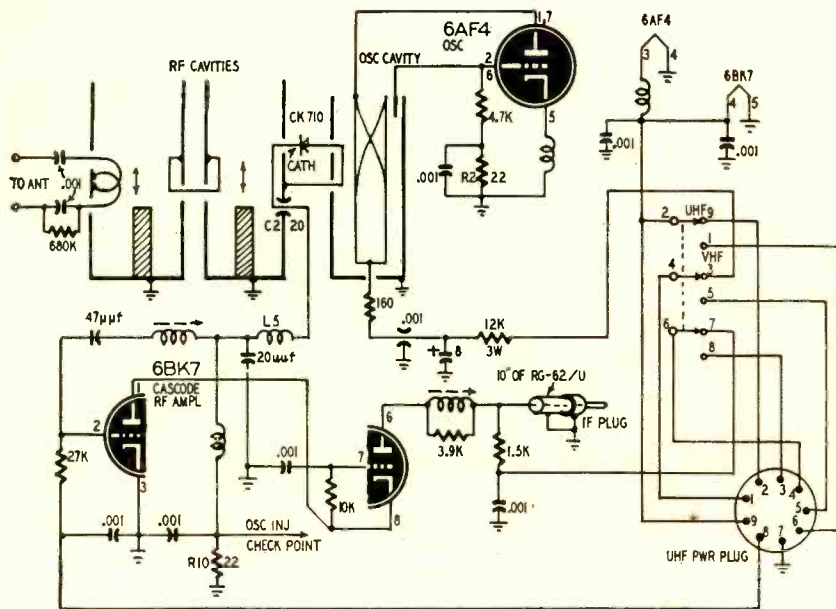 6AF4
OSC
1
7
2
6
5
OSC CAVITY
RF CAVITIES
CK 710
CATH
4.7K
.001
R2
22
6AF4
3
4
6BK7
4
5
.001
.001
TO ANT
.001
680K
C2
20
160
.001
+
8
12K
3W
2
UHF
9
1
VHF
4
3
5
6
7
8
47µµf
L5
20µµf
6BK7
CASCODE
RF AMPL
2
3
27K
.001
.001
.001
10K
7
6
8
3.9K
10" OF RG-62/U
IF PLUG
1.5K
.001
OSC INJ
CHECK POINT
R10
22
1
2
3
4
5
6
7
8
9
UHF PWR PLUG